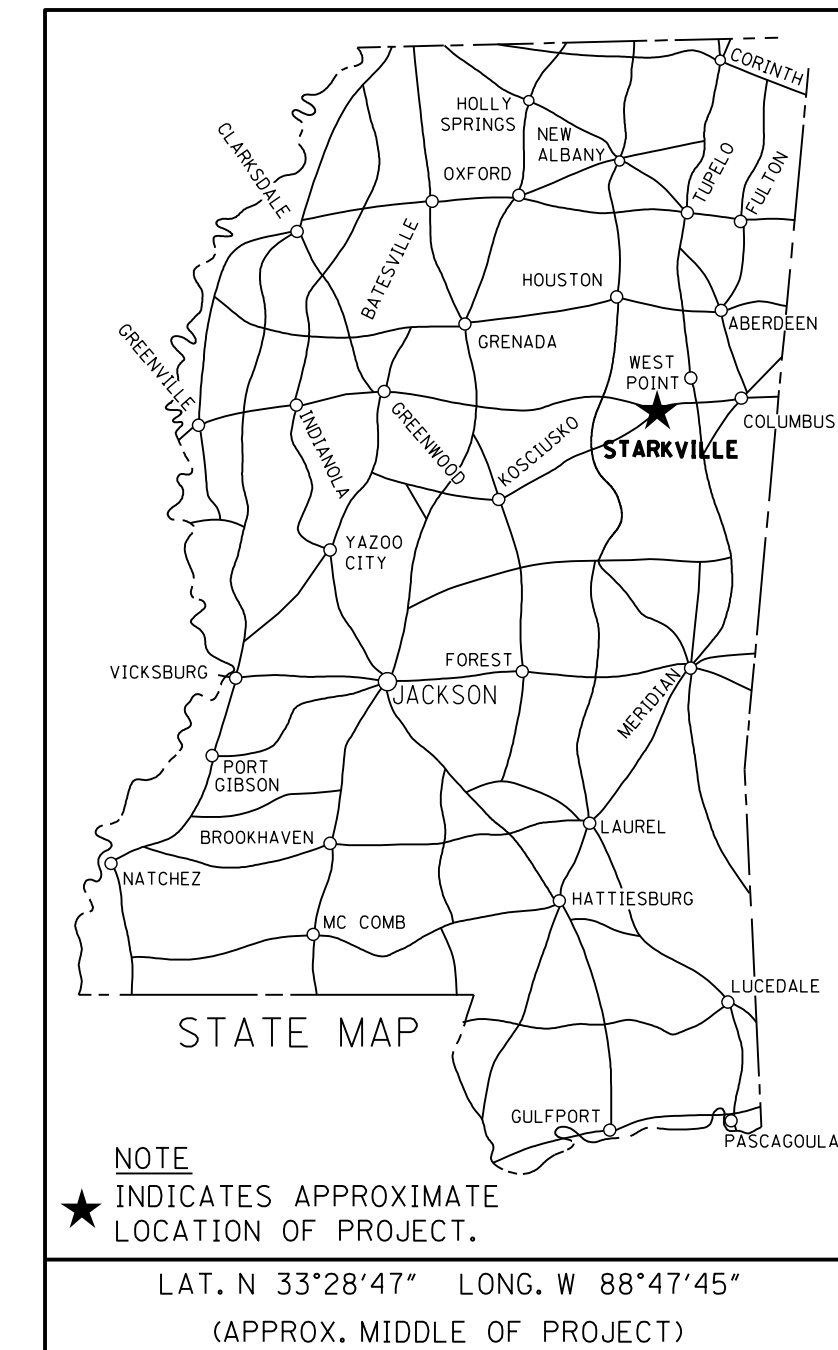 CORINTH
HOLLY
SPRINGS
NEW
ALBANY
CLARKSDALE
OXFORD
TUPELO
FULTON
BATESVILLE
HOUSTON
ABERDEEN
GREENVILLE
GRENADA
WEST
POINT
COLUMBUS
INDIANOLA
GREENWOOD
KOSCIUSKO
STARKVILLE
YAZOO
CITY
VICKSBURG
FOREST
JACKSON
MERIDIAN
PORT
GIBSON
BROOKHAVEN
LAUREL
NATCHEZ
HATTIESBURG
MC COMB
LUCEDALE
STATE MAP
GULFPORT
PASCAGOULA
NOTE
INDICATES APPROXIMATE
LOCATION OF PROJECT.
LAT. N 33°28'47" LONG. W 88°47'45"
(APPROX. MIDDLE OF PROJECT)